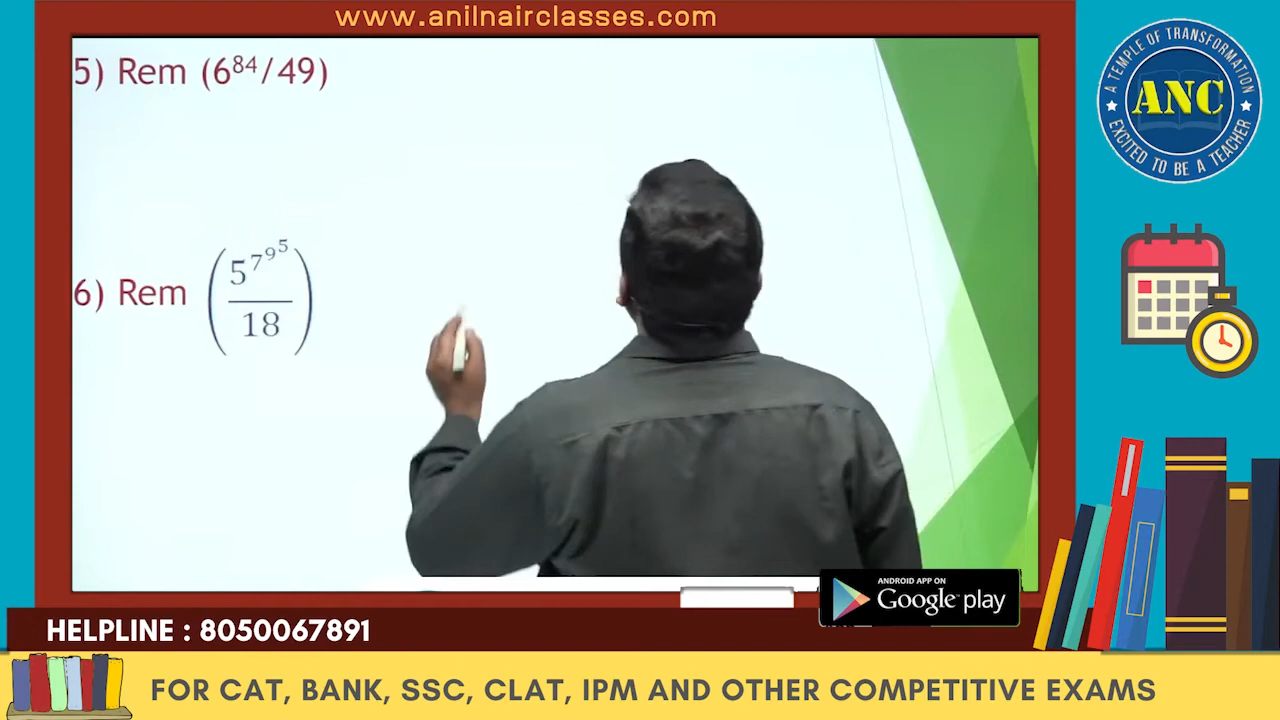 www.anilnairclasses.com
5) Rem (6⁸⁴/49)
6) Rem (5^7^9^5/18)
A TEMPLE OF TRANSFORMATION
ANC
EXCITED TO BE A TEACHER
ANDROID APP ON
Google play
HELPLINE : 8050067891
FOR CAT, BANK, SSC, CLAT, IPM AND OTHER COMPETITIVE EXAMS